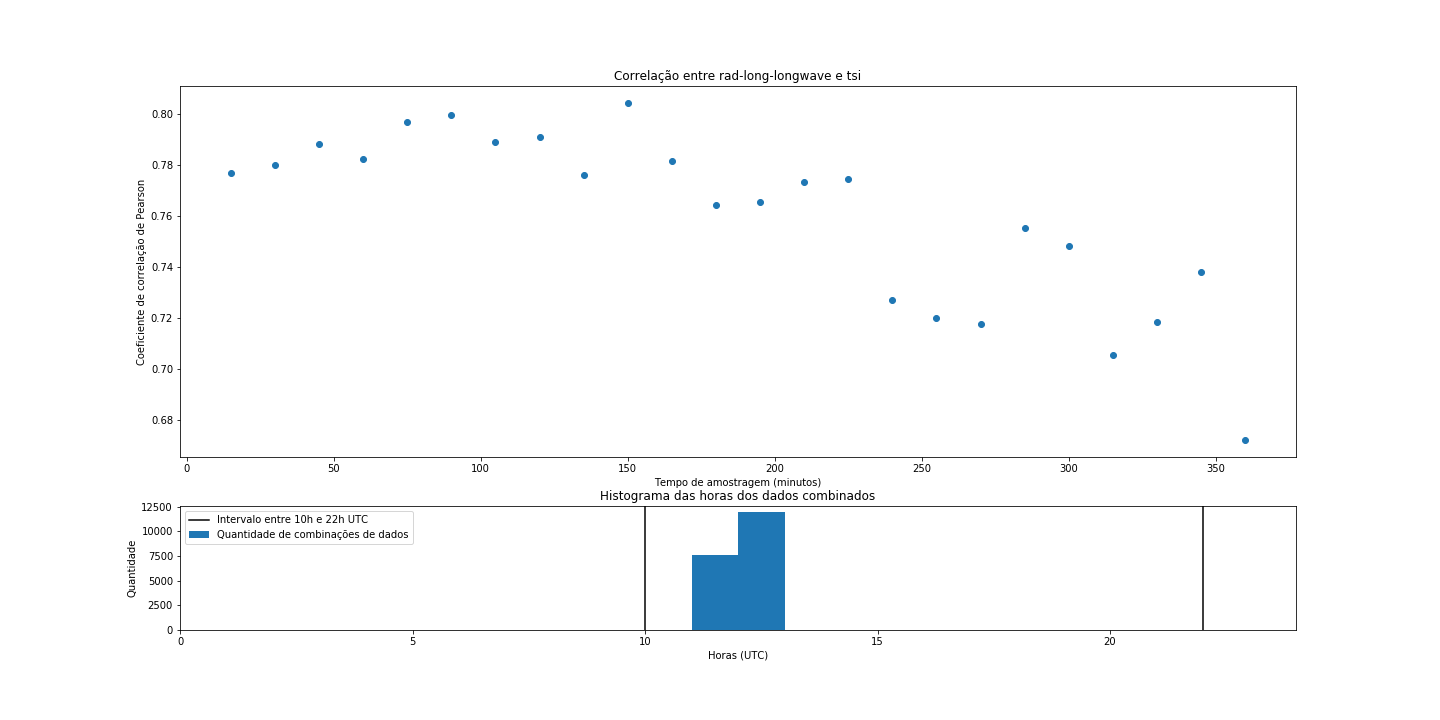 Correlação entre rad-long-longwave e tsi
0.80
0.78
0.76
0.74
0.72
0.70
0.68
Coeficiente de correlação de Pearson
0 50 100 150 200 250 300 350
Tempo de amostragem (minutos)
Histograma das horas dos dados combinados
12500
10000
7500
5000
2500
0
Quantidade
Intervalo entre 10h e 22h UTC
Quantidade de combinações de dados
0 5 10 15 20
Horas (UTC)